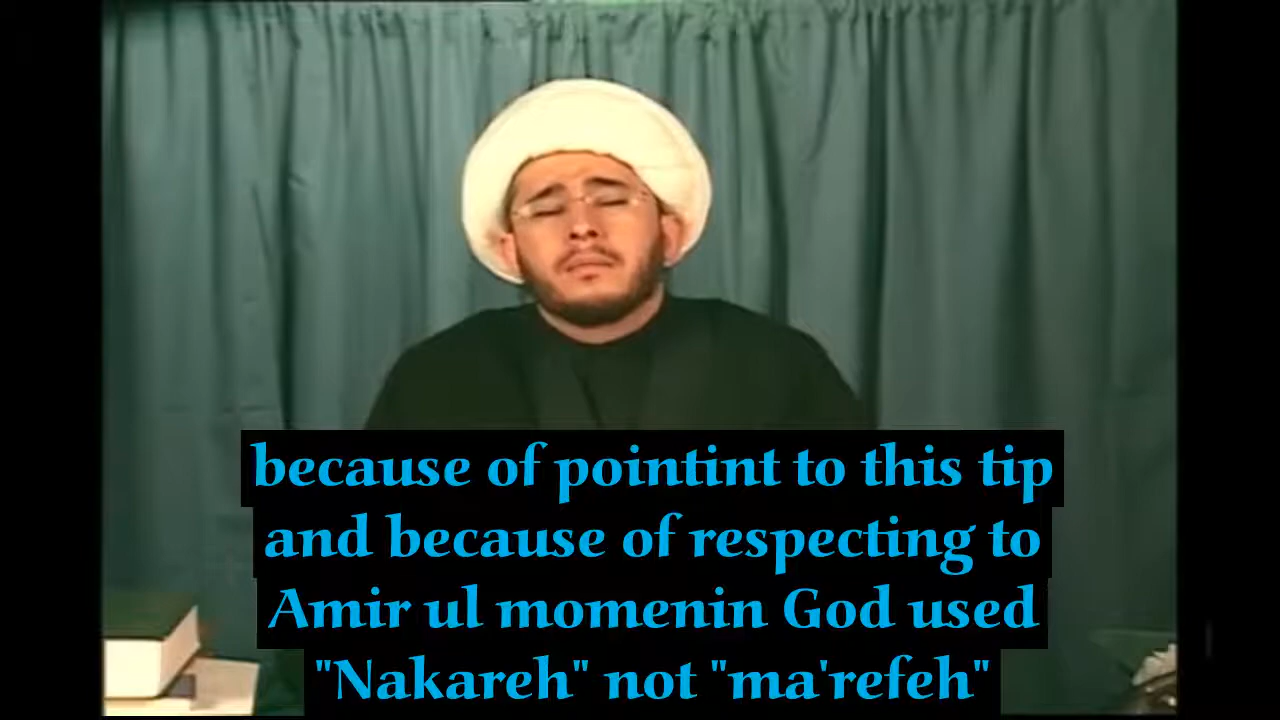 because of pointint to this tip
and because of respecting to
Amir ul momenin God used
"Nakareh" not "ma'refeh"